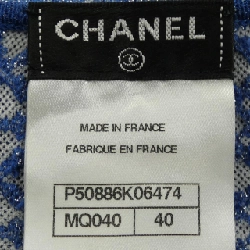 CHANEL
MADE IN FRANCE
FABRIQUE EN FRANCE
P50886K06474
MQ040 40